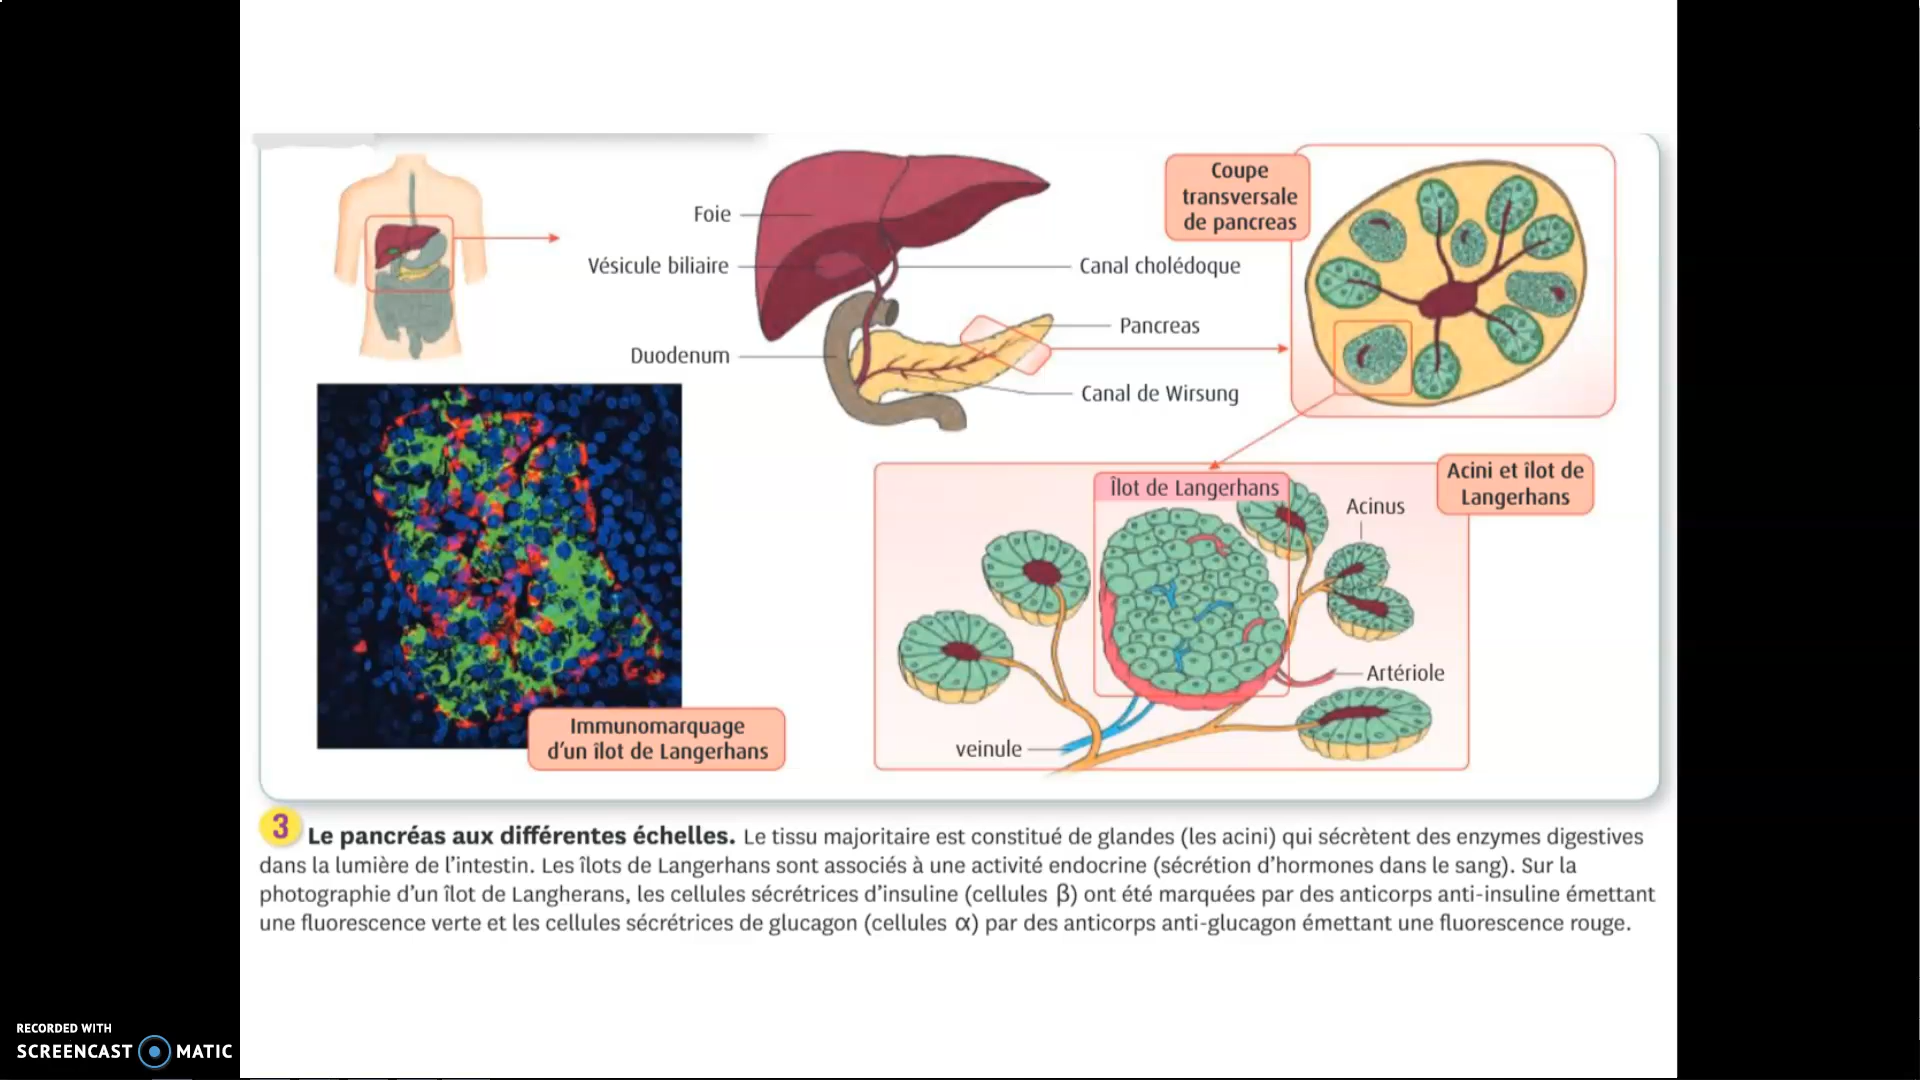 Foie
Vésicule biliaire
Duodenum
Canal cholédoque
Pancreas
Canal de Wirsung
Coupe
transversale
de pancreas
Îlot de Langerhans
Acini et îlot de
Langerhans
Acinus
Artériole
veinule
Immunomarquage
d'un îlot de Langerhans
3 Le pancréas aux différentes échelles. Le tissu majoritaire est constitué de glandes (les acini) qui sécrètent des enzymes digestives
dans la lumière de l'intestin. Les îlots de Langerhans sont associés à une activité endocrine (sécrétion d'hormones dans le sang). Sur la
photographie d'un îlot de Langherans, les cellules sécrétrices d'insuline (cellules β) ont été marquées par des anticorps anti-insuline émettant
une fluorescence verte et les cellules sécrétrices de glucagon (cellules α) par des anticorps anti-glucagon émettant une fluorescence rouge.
RECORDED WITH
SCREENCAST MATIC